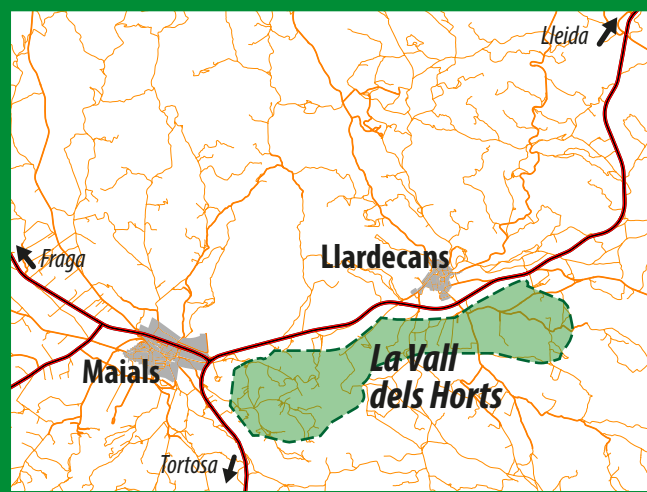 Lleida
Fraga
Llardecans
Maials
La Vall
dels Horts
Tortosa